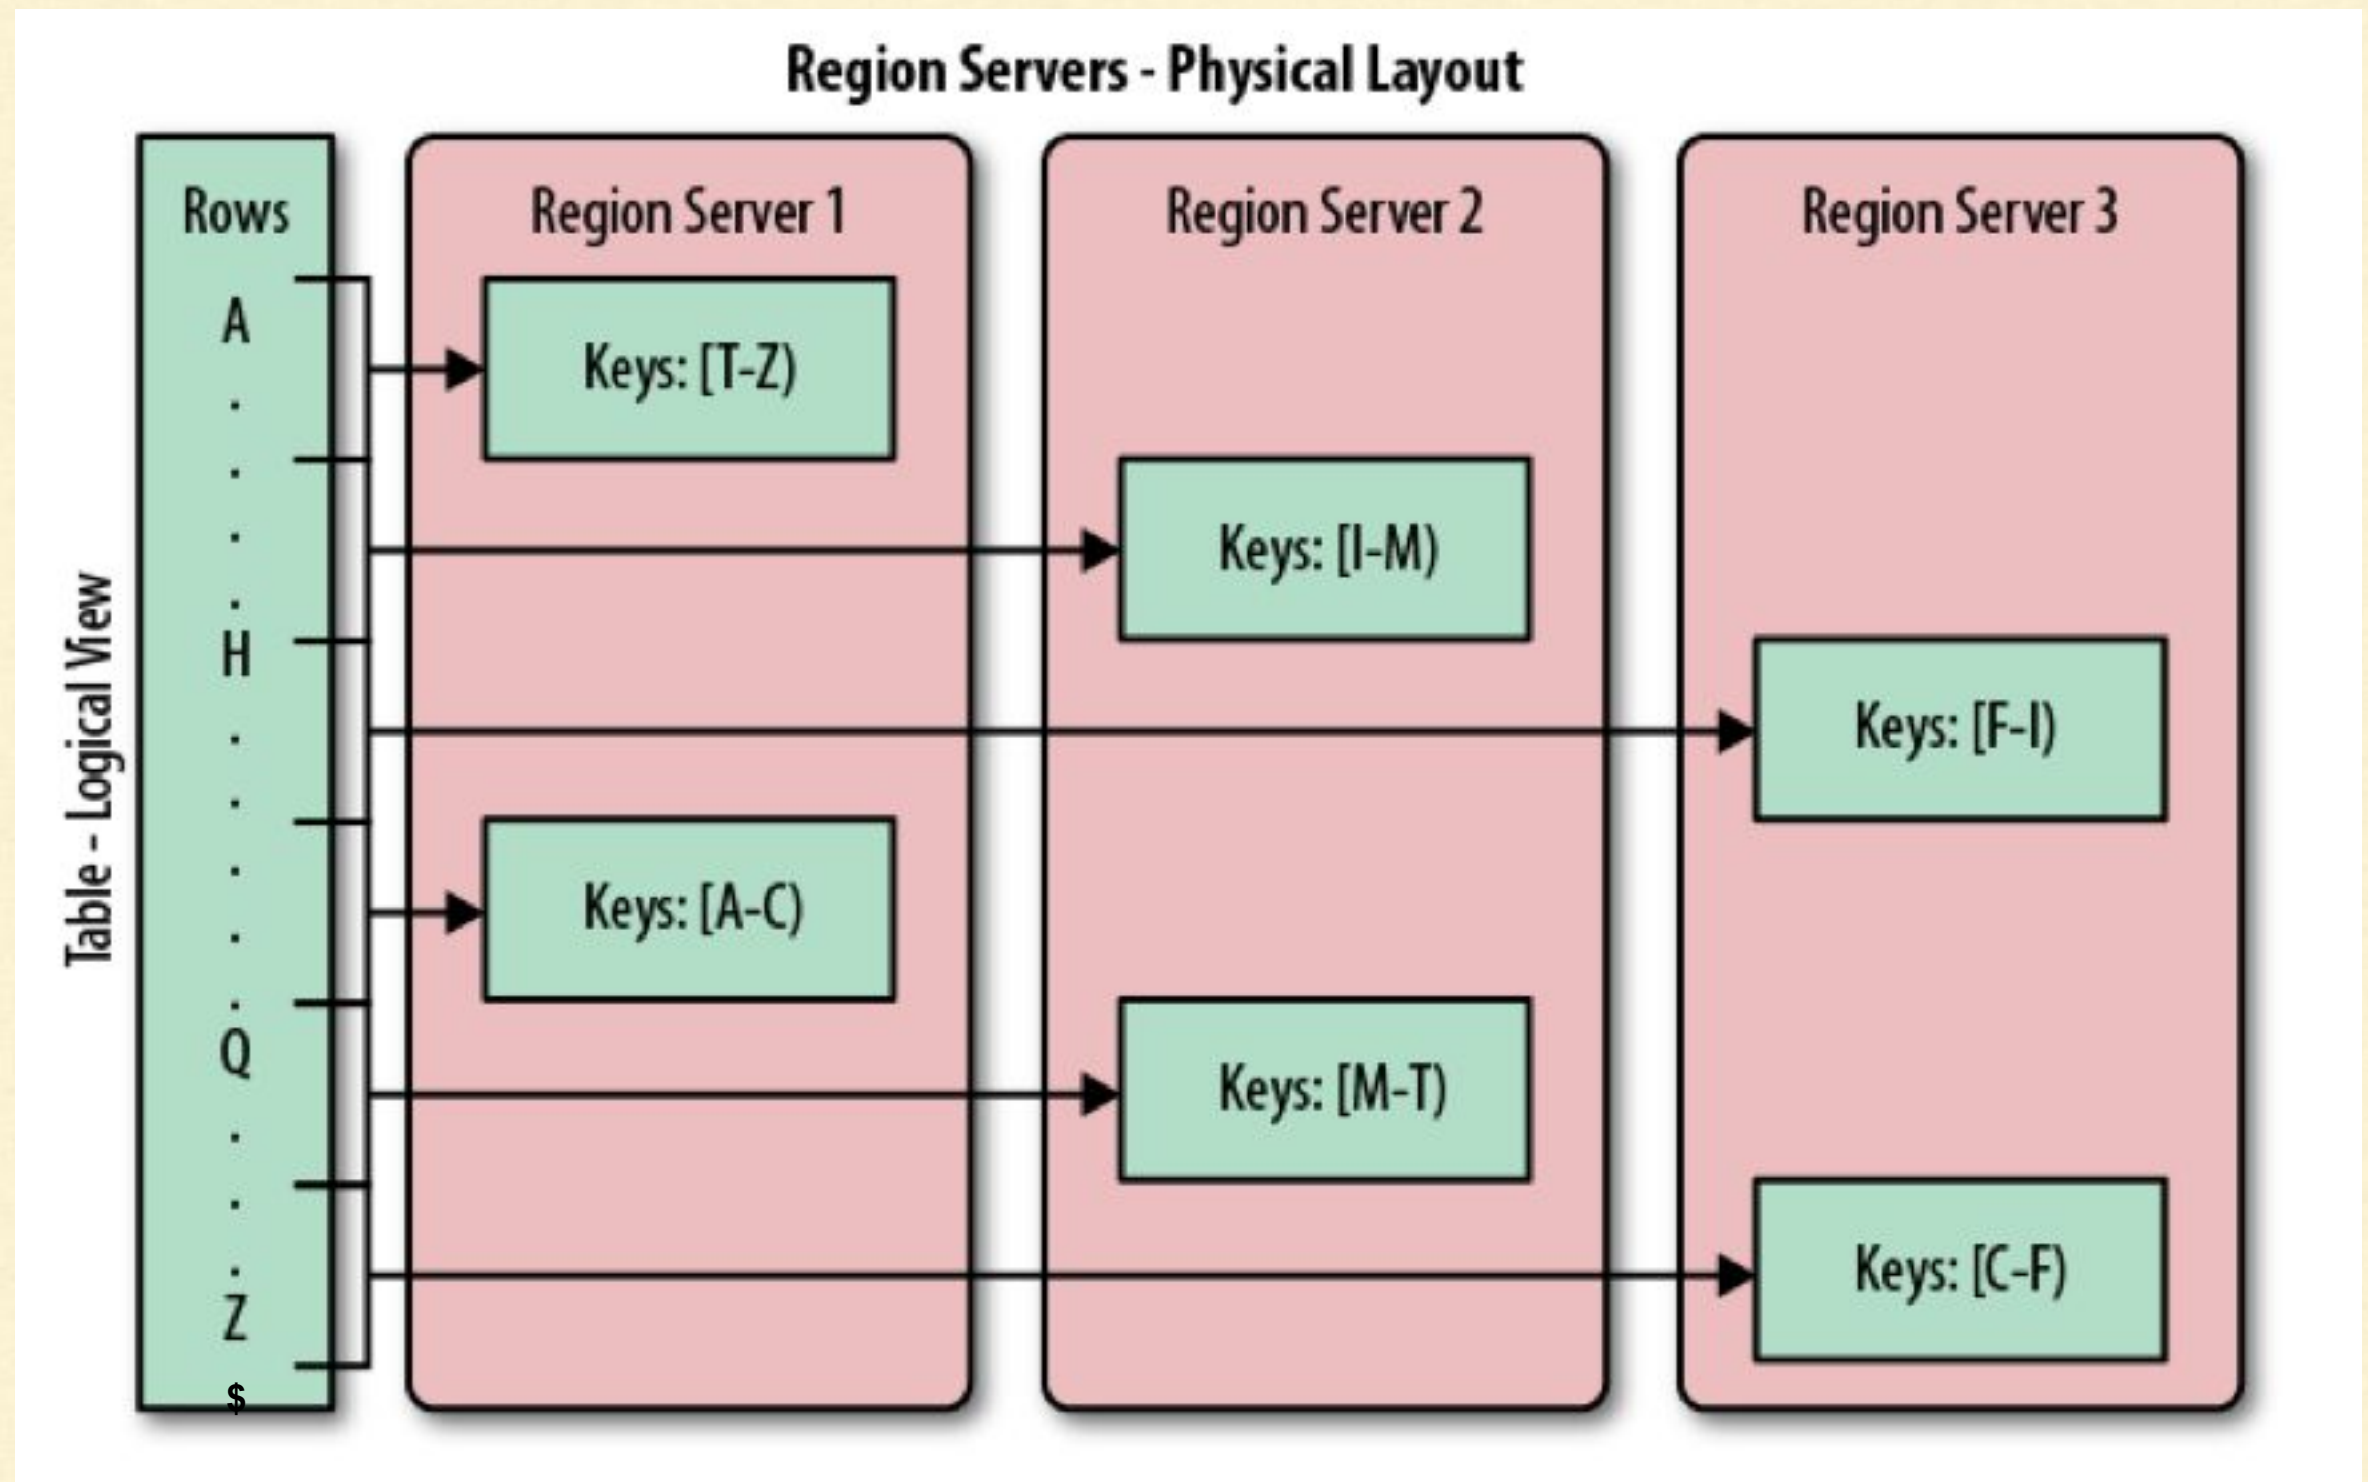 Region Servers - Physical Layout
Table - Logical View
Rows
A
.
.
.
.
H
.
.
.
.
.
Q
.
.
.
Z
$
Region Server 1
Keys: [T-Z)
Keys: [A-C)
Region Server 2
Keys: [I-M)
Keys: [M-T)
Region Server 3
Keys: [F-I)
Keys: [C-F)